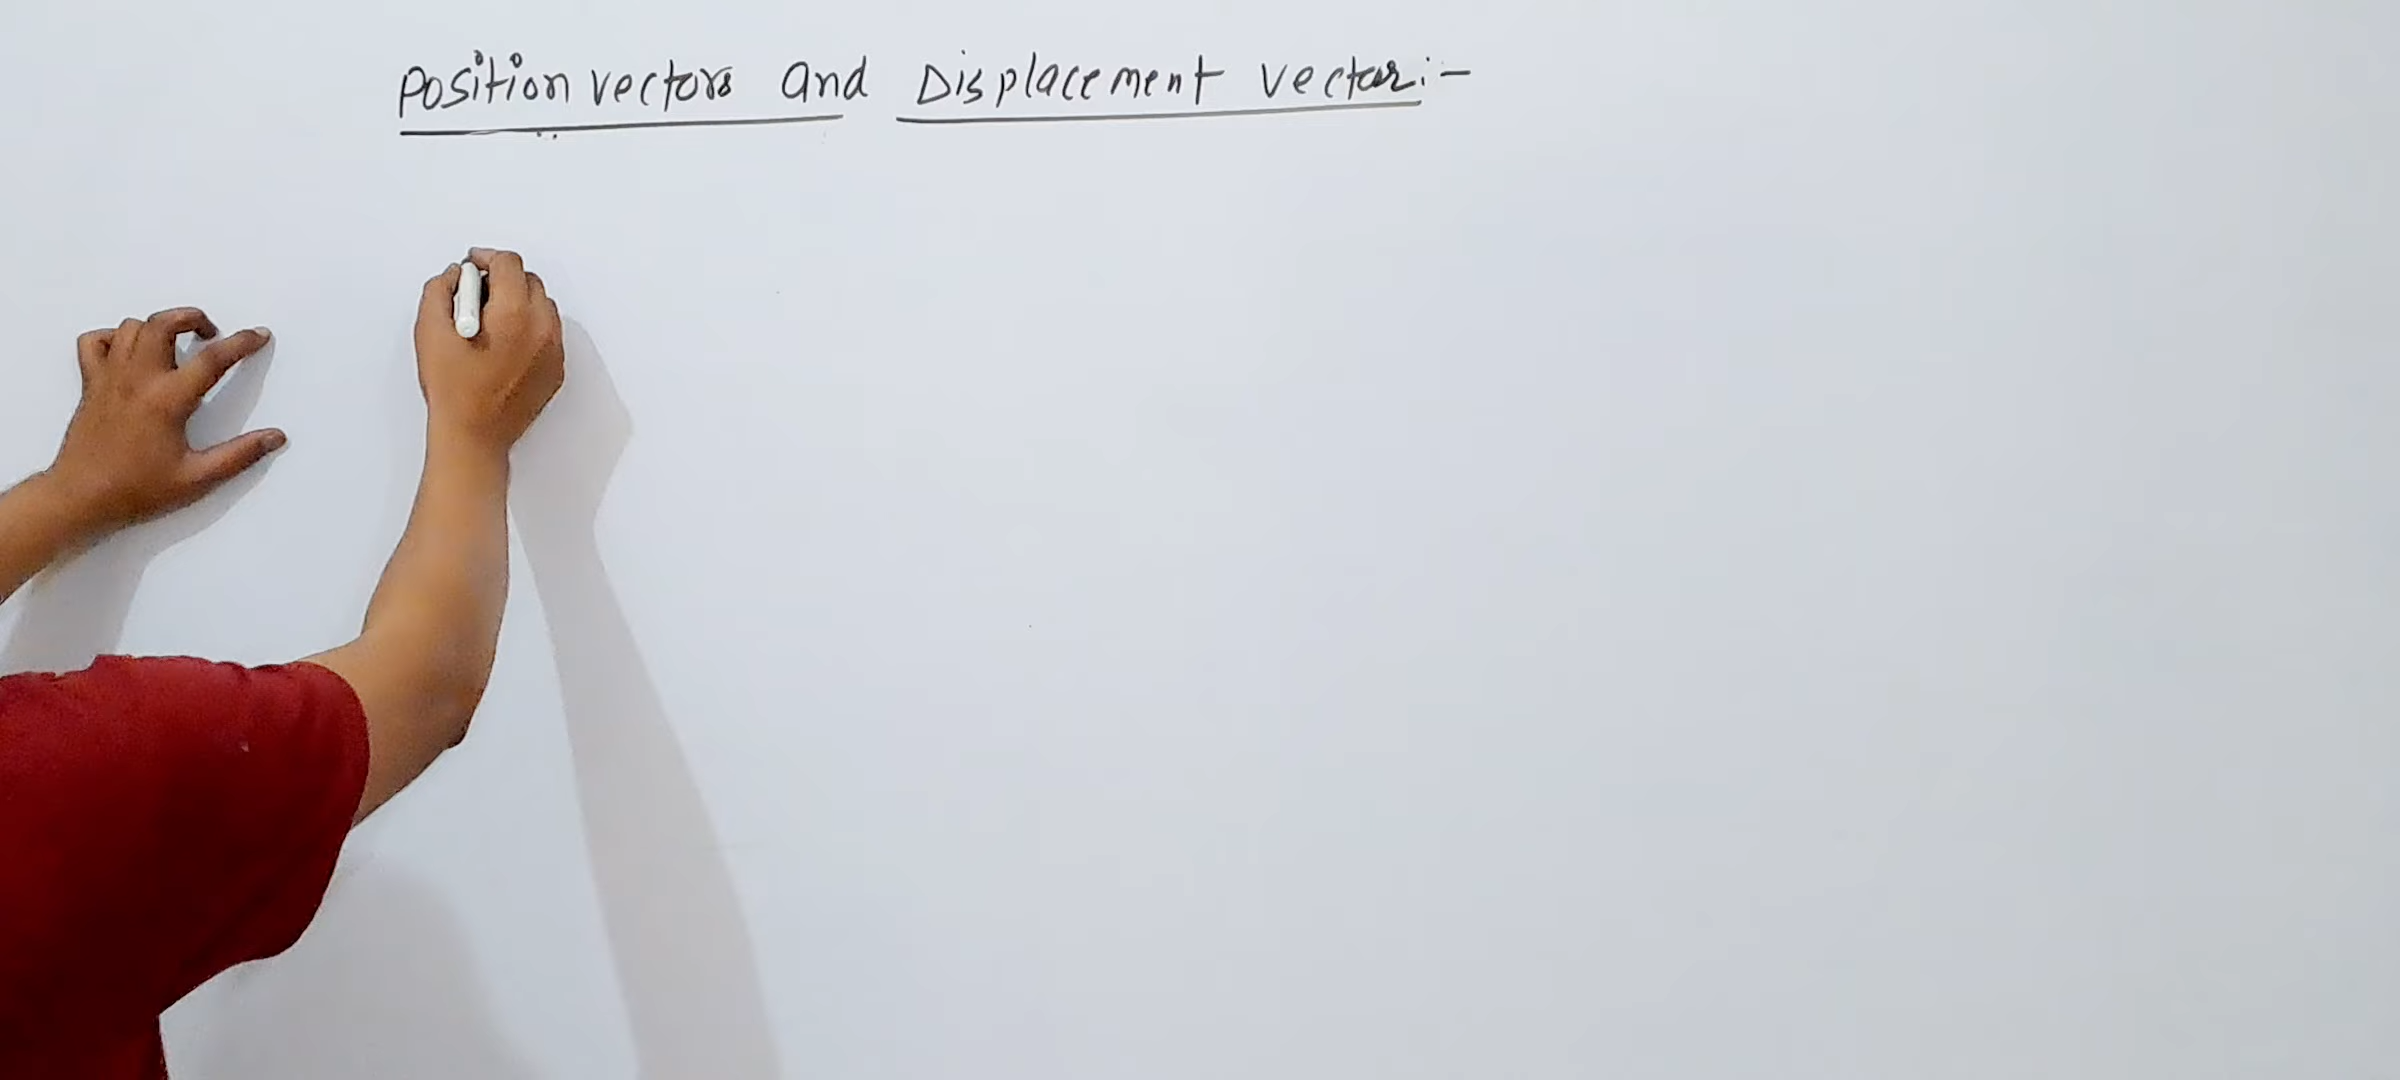 Position vectors and Displacement vector:-